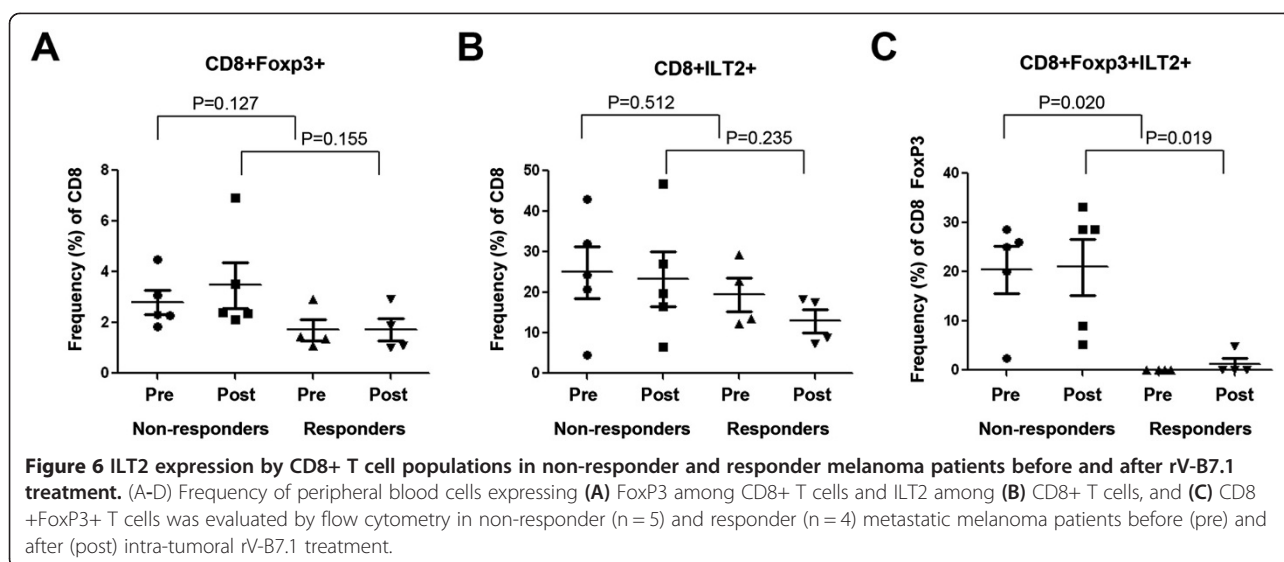 A
CD8+Foxp3+
P=0.127
P=0.155
Frequency (%) of CD8
8
6
4
2
0
Pre Post Pre Post
Non-responders Responders
B
CD8+ILT2+
P=0.512
P=0.235
Frequency (%) of CD8
50
40
30
20
10
0
Pre Post Pre Post
Non-responders Responders
C
CD8+Foxp3+ILT2+
P=0.020
P=0.019
Frequency (%) of CD8 FoxP3
40
30
20
10
0
Pre Post Pre Post
Non-responders Responders
Figure 6 ILT2 expression by CD8+ T cell populations in non-responder and responder melanoma patients before and after rV-B7.1
treatment. (A-D) Frequency of peripheral blood cells expressing (A) FoxP3 among CD8+ T cells and ILT2 among (B) CD8+ T cells, and (C) CD8
+FoxP3+ T cells was evaluated by flow cytometry in non-responder (n = 5) and responder (n = 4) metastatic melanoma patients before (pre) and
after (post) intra-tumoral rV-B7.1 treatment.